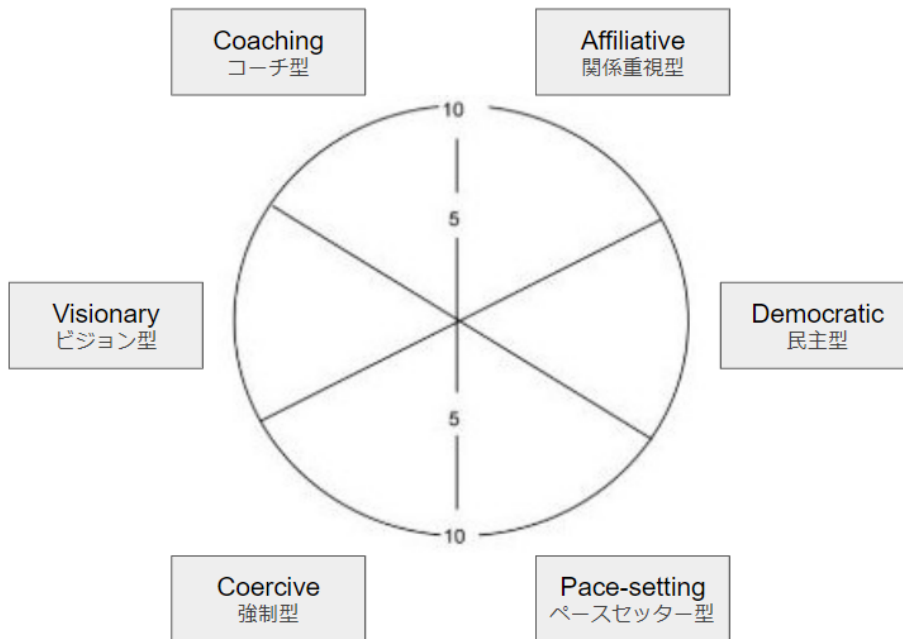 Coaching
コーチ型
Affiliative
関係重視型
10
5
Visionary
ビジョン型
Democratic
民主型
5
10
Coercive
強制型
Pace-setting
ペースセッター型